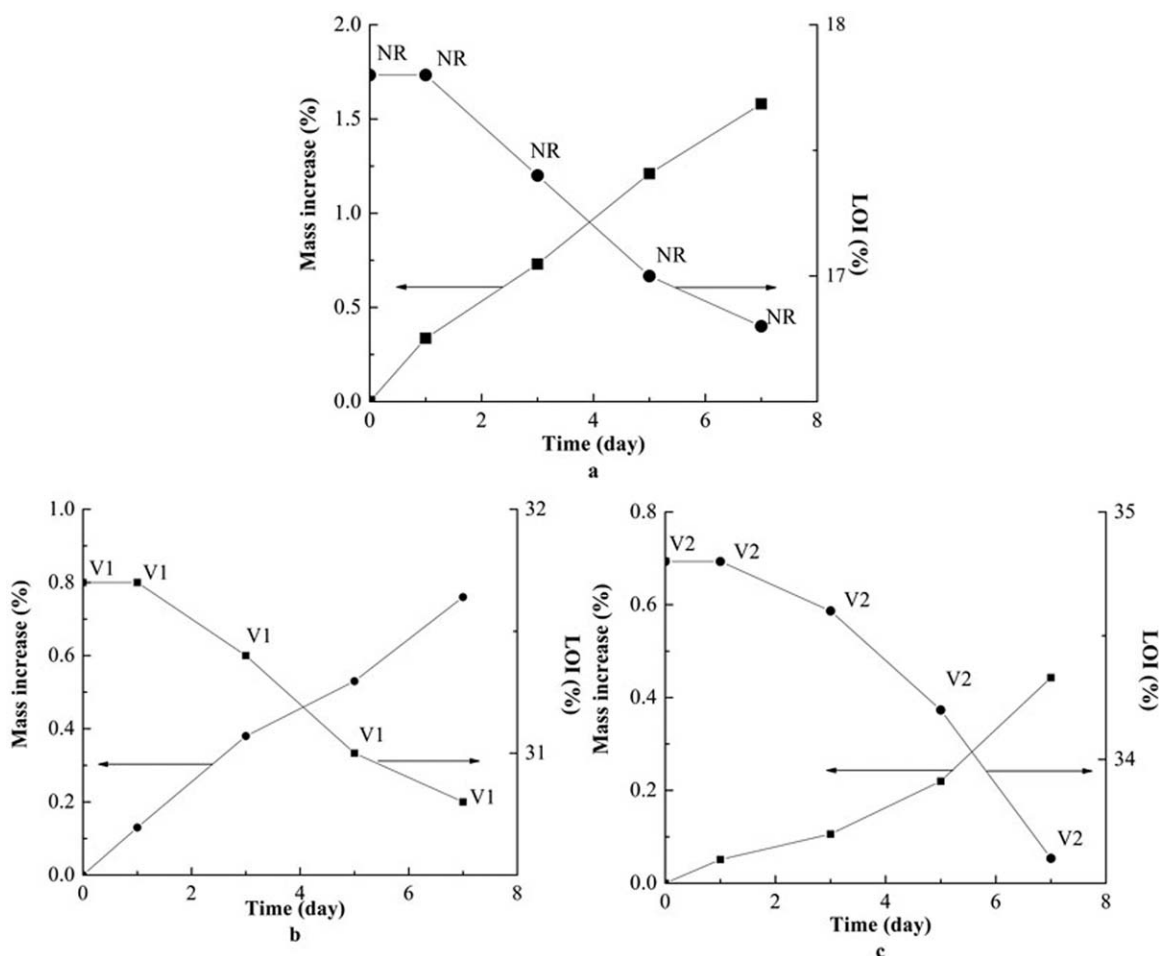 2.0
1.5
1.0
0.5
0.0
Mass increase (%)
NR NR
NR
NR
NR
18
17
LOI (%)
0 2 4 6 8
Time (day)
a
1.0
0.8
0.6
0.4
0.2
0.0
Mass increase (%)
V1 V1
V1
V1
V1
32
31
LOI (%)
0 2 4 6 8
Time (day)
b
0.8
0.6
0.4
0.2
0.0
Mass increase (%)
V2 V2
V2
V2
V2
35
34
LOI (%)
0 2 4 6 8
Time (day)
c